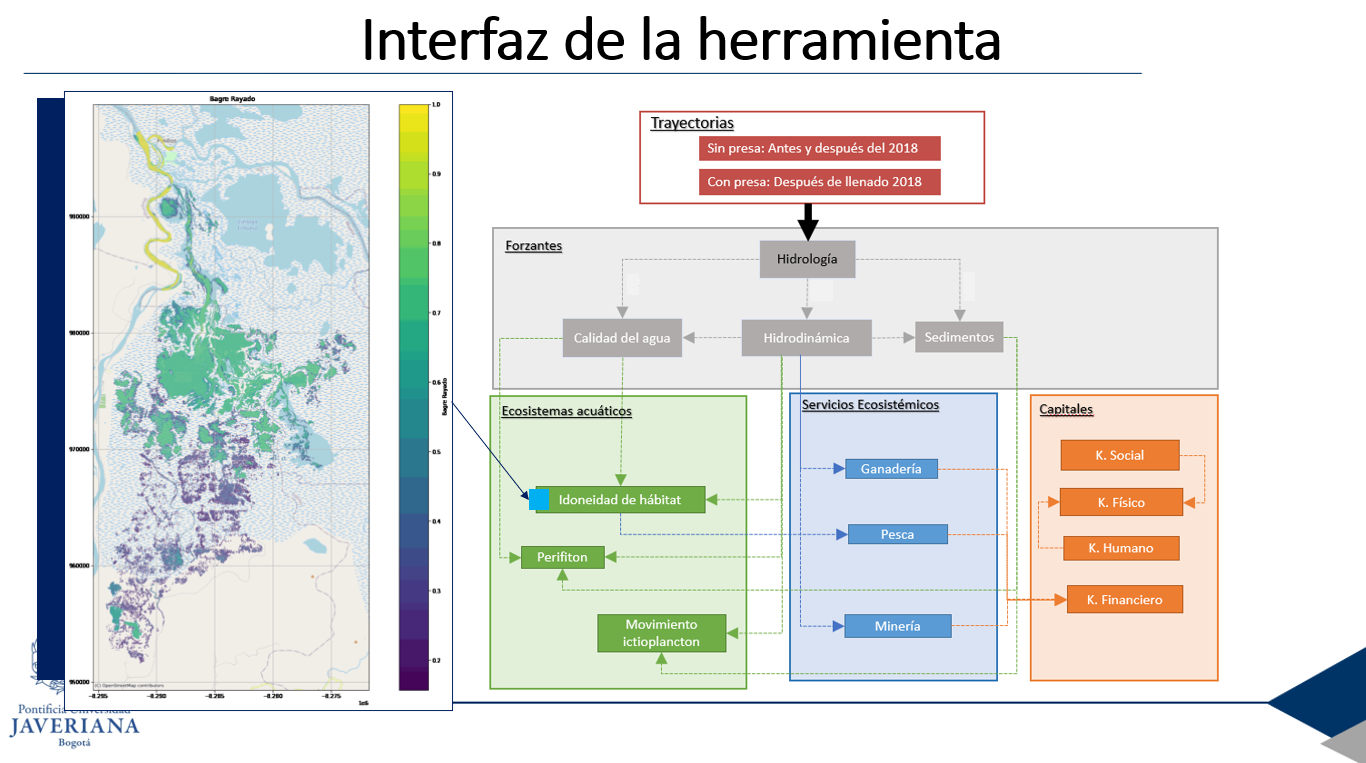 Interfaz de la herramienta
Bagre Rayado
1.0
0.9
0.8
0.7
0.6
0.5
0.4
0.3
0.2
Bagre Rayado
990000
980000
970000
960000
950000
−8.295
−8.290
−8.285
−8.280
−8.275
1e6
(C) OpenStreetMap contributors
Trayectorias
Sin presa: Antes y después del 2018
Con presa: Después de llenado 2018
Forzantes
Hidrología
Calidad del agua
Hidrodinámica
Sedimentos
Ecosistemas acuáticos
Idoneidad de hábitat
Perifiton
Movimiento
ictioplancton
Servicios Ecosistémicos
Ganadería
Pesca
Minería
Capitales
K. Social
K. Físico
K. Humano
K. Financiero
Pontificia Universidad
JAVERIANA
Bogotá